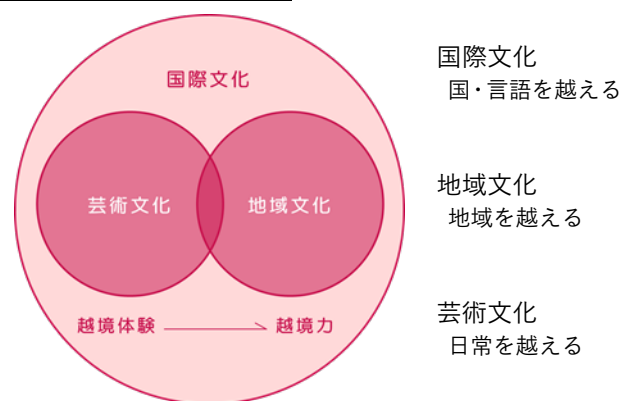 国際文化
芸術文化
地域文化
越境体験
越境力
国際文化
国・言語を越える
地域文化
地域を越える
芸術文化
日常を越える